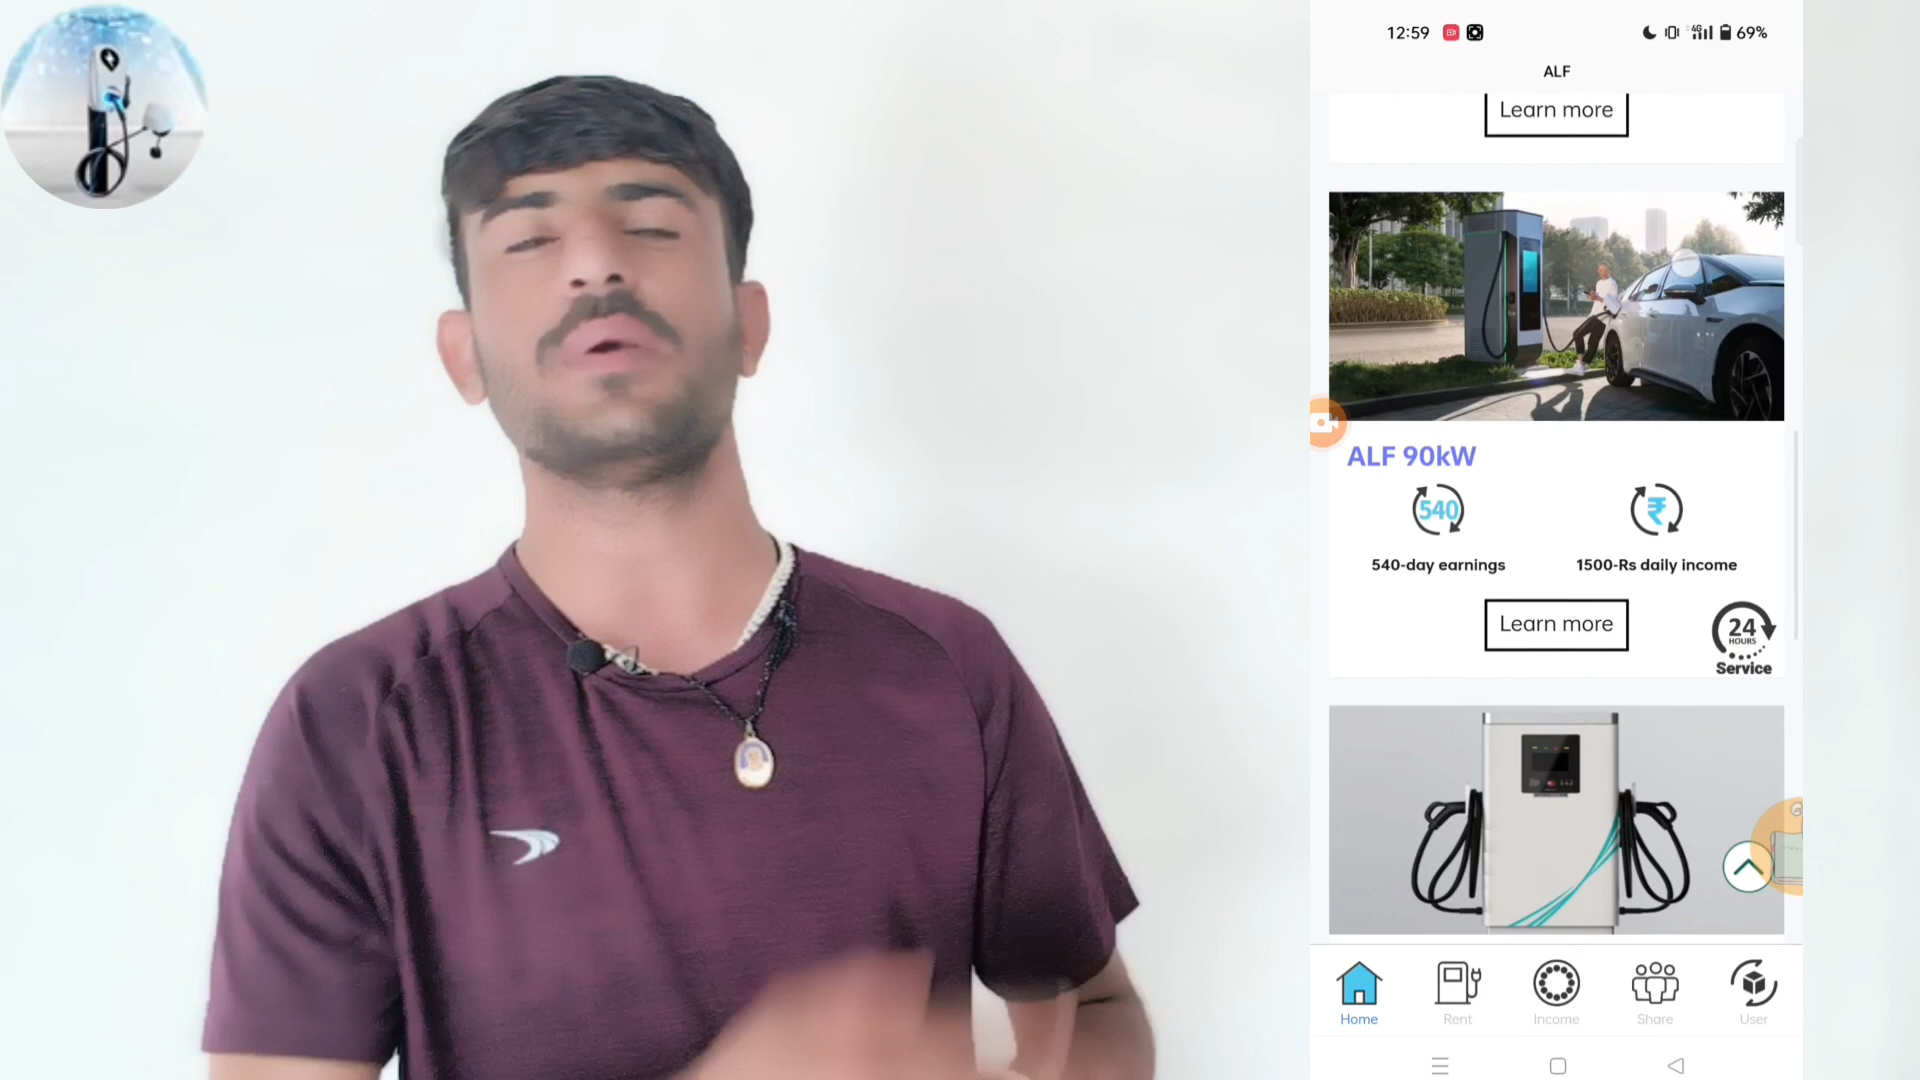 12:59
4G
69%
ALF
Learn more
ALF 90kW
540
₹
540-day earnings
1500-Rs daily income
Learn more
24
HOURS
Service
Home
Rent
Income
Share
User